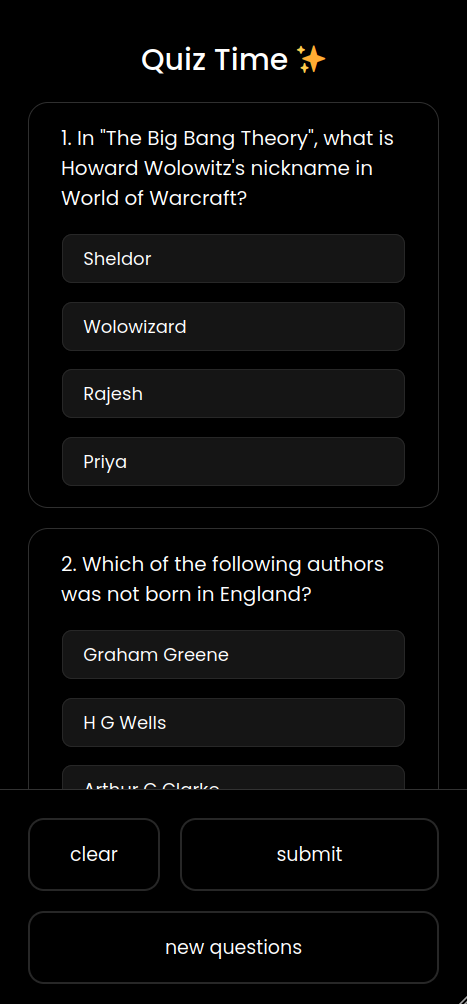 Quiz Time ✨
1. In "The Big Bang Theory", what is
Howard Wolowitz's nickname in
World of Warcraft?
Sheldor
Wolowizard
Rajesh
Priya
2. Which of the following authors
was not born in England?
Graham Greene
H G Wells
Arthur C Clarke
clear
submit
new questions